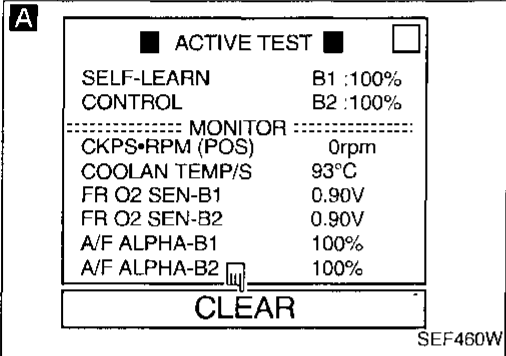 A
ACTIVE TEST
SELF-LEARN B1 :100%
CONTROL B2 :100%
MONITOR
CKPS•RPM (POS) 0rpm
COOLAN TEMP/S 93°C
FR O2 SEN-B1 0.90V
FR O2 SEN-B2 0.90V
A/F ALPHA-B1 100%
A/F ALPHA-B2 100%
CLEAR
SEF460W